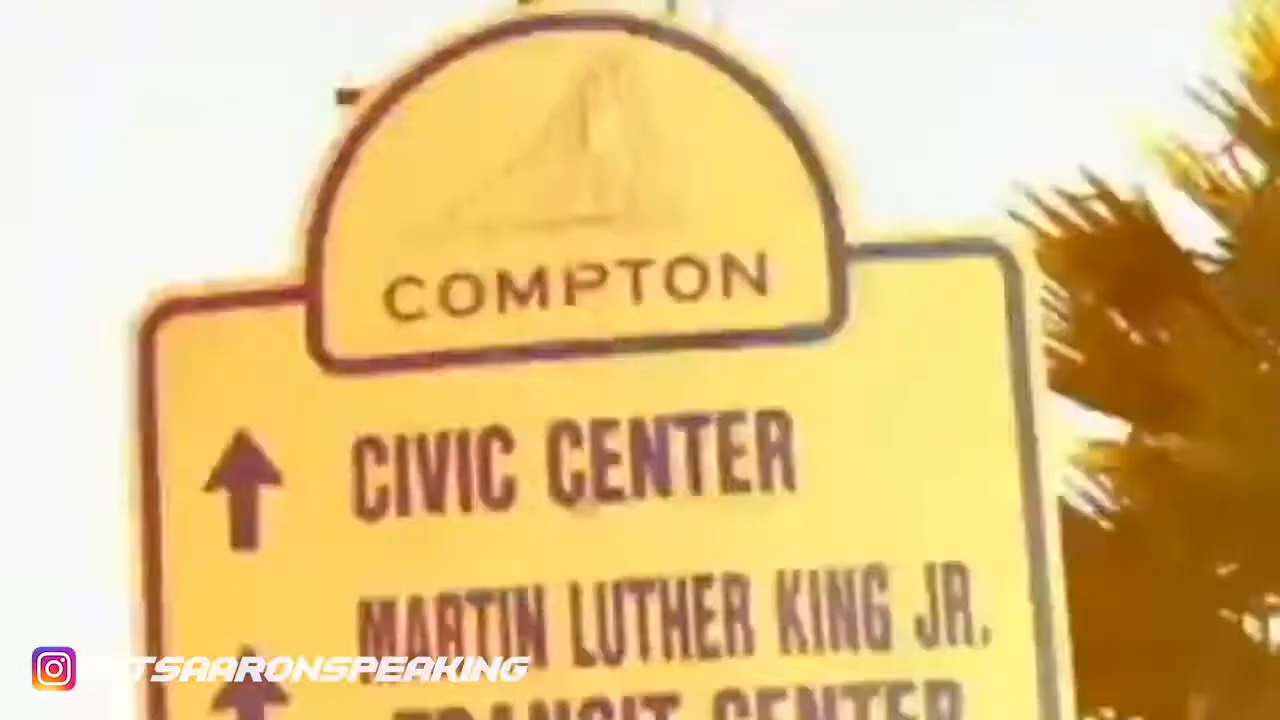 COMPTON
CIVIC CENTER
MARTIN LUTHER KING JR.
TRANSIT CENTER
ITSAARONSPEAKING